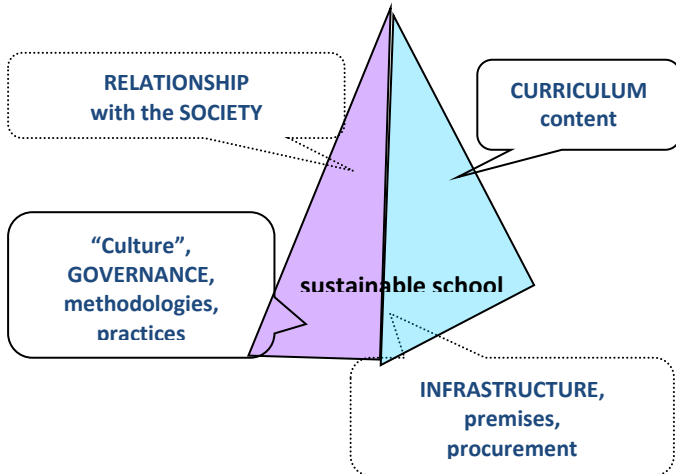 RELATIONSHIP
with the SOCIETY
CURRICULUM
content
“Culture”,
GOVERNANCE,
methodologies,
practices
sustainable school
INFRASTRUCTURE,
premises,
procurement